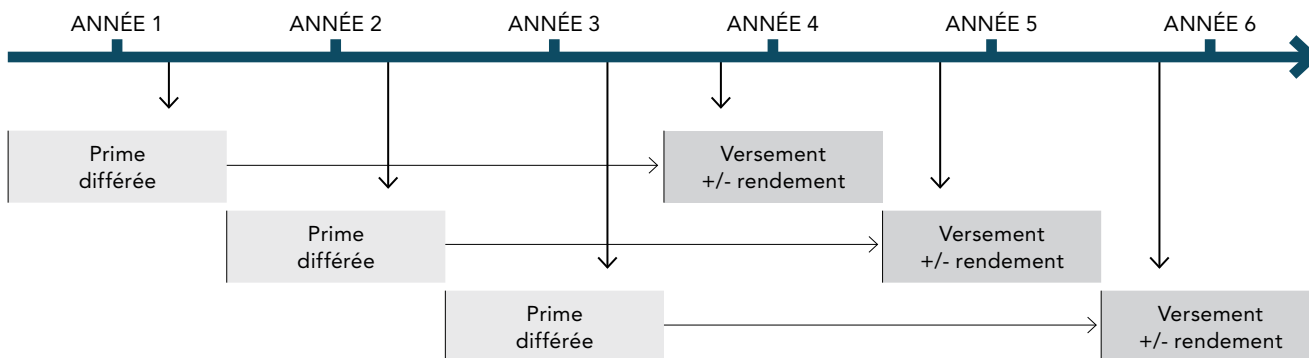 ANNÉE 1 ANNÉE 2 ANNÉE 3 ANNÉE 4 ANNÉE 5 ANNÉE 6
Prime
différée
Versement
+/- rendement
Prime
différée
Versement
+/- rendement
Prime
différée
Versement
+/- rendement